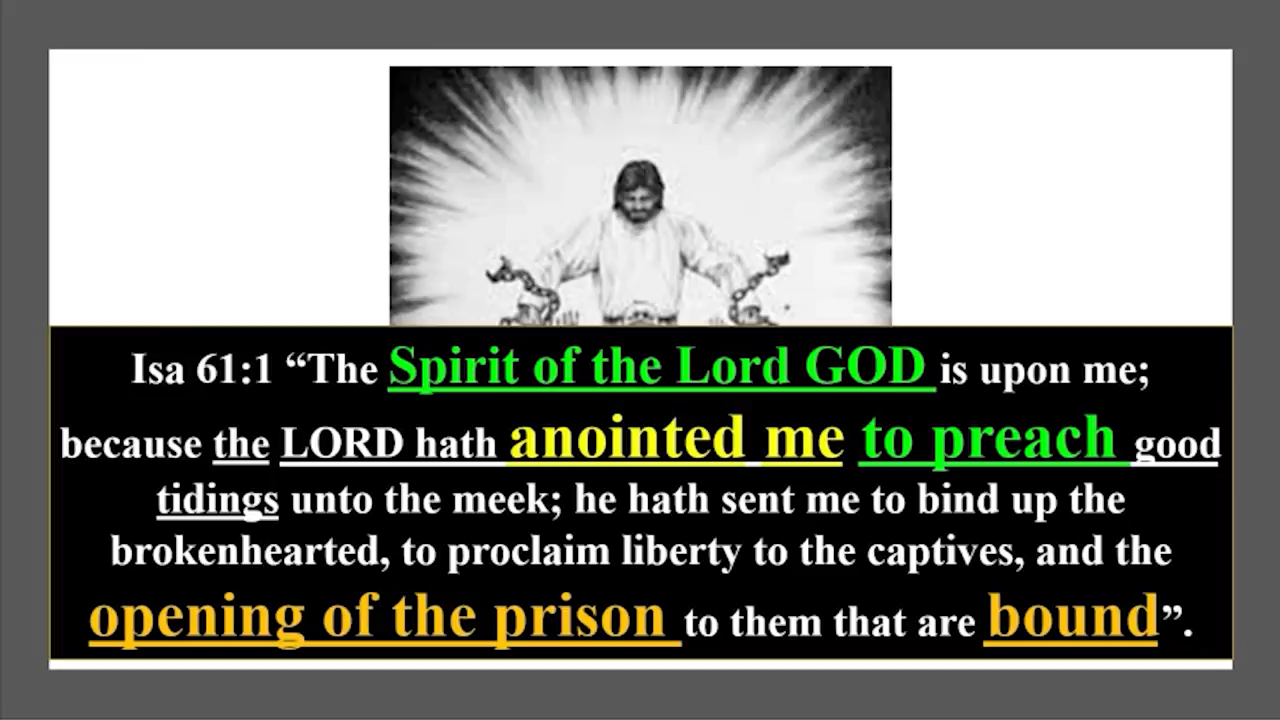 Isa 61:1 “The Spirit of the Lord GOD is upon me;
because the LORD hath anointed me to preach good
tidings unto the meek; he hath sent me to bind up the
brokenhearted, to proclaim liberty to the captives, and the
opening of the prison to them that are bound”.